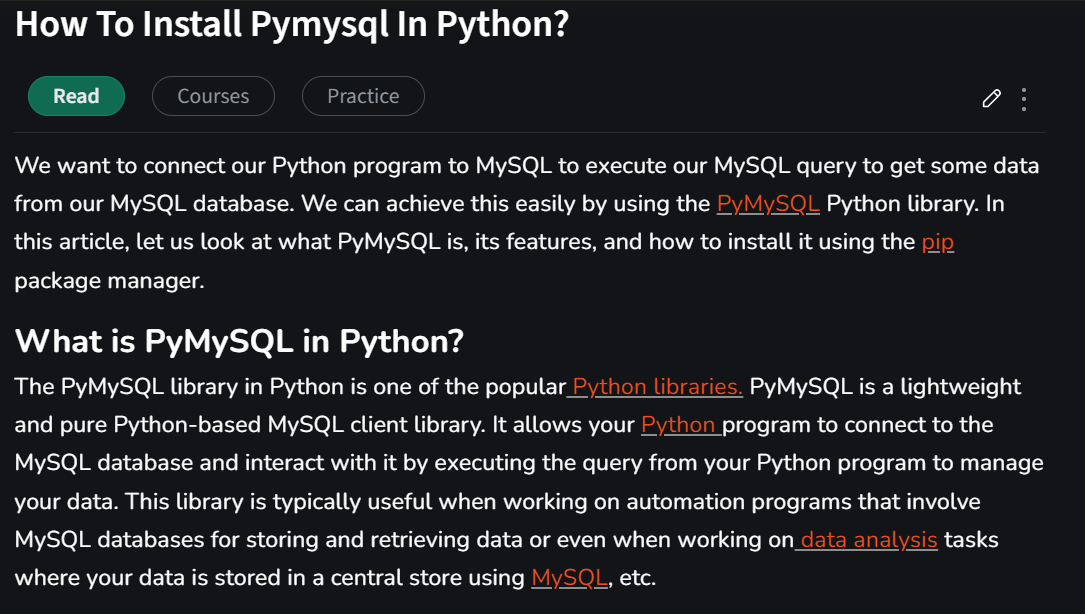 How To Install Pymysql In Python?
Read Courses Practice
We want to connect our Python program to MySQL to execute our MySQL query to get some data
from our MySQL database. We can achieve this easily by using the PyMySQL Python library. In
this article, let us look at what PyMySQL is, its features, and how to install it using the pip
package manager.
What is PyMySQL in Python?
The PyMySQL library in Python is one of the popular Python libraries. PyMySQL is a lightweight
and pure Python-based MySQL client library. It allows your Python program to connect to the
MySQL database and interact with it by executing the query from your Python program to manage
your data. This library is typically useful when working on automation programs that involve
MySQL databases for storing and retrieving data or even when working on data analysis tasks
where your data is stored in a central store using MySQL, etc.